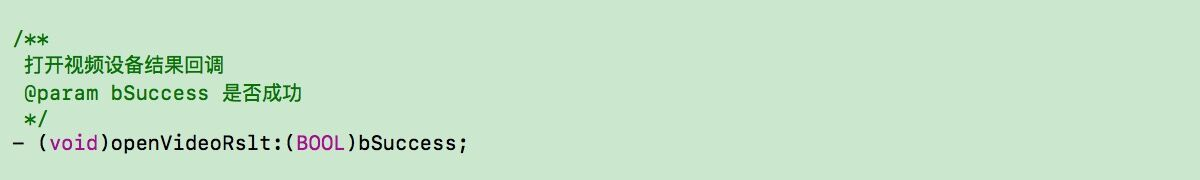 /**
打开视频设备结果回调
@param bSuccess 是否成功
*/
- (void)openVideoRslt:(BOOL)bSuccess;